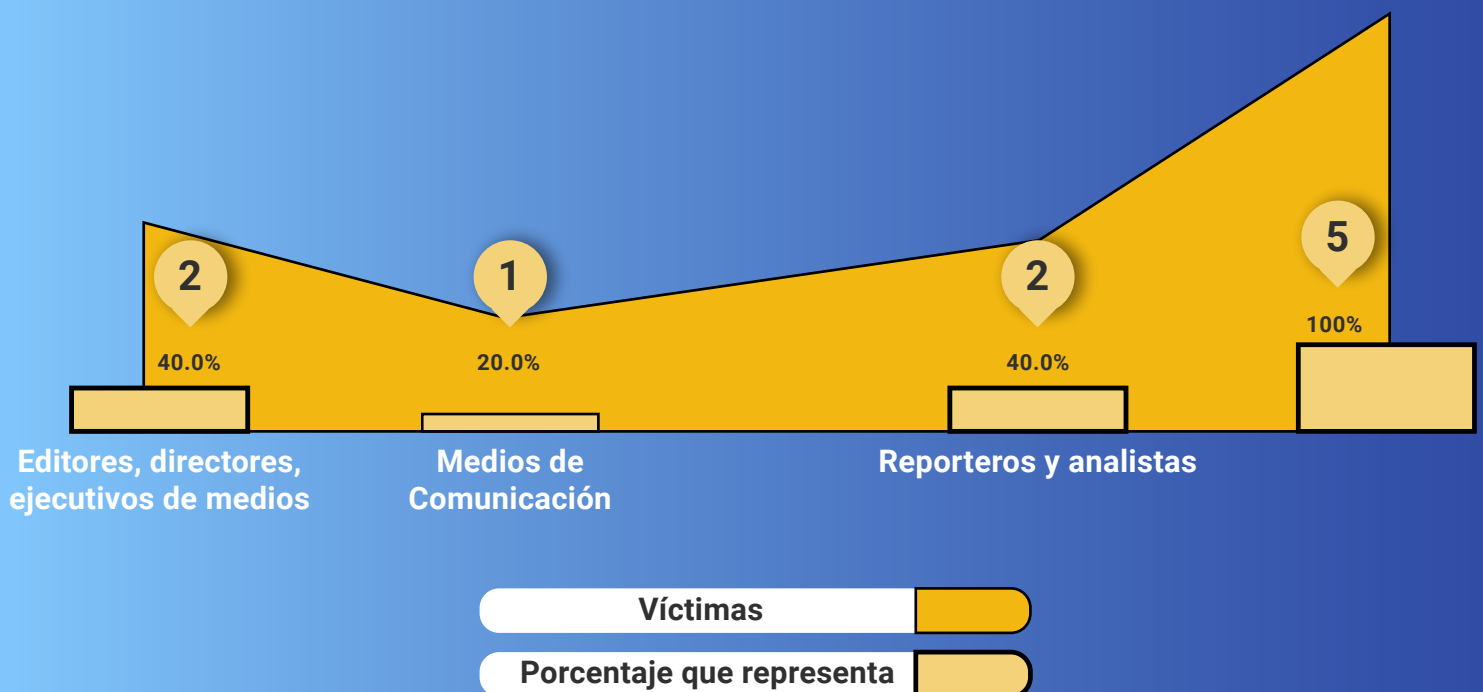 5
2
1
2
100%
40.0%
20.0%
40.0%
Editores, directores,
ejecutivos de medios
Medios de
Comunicación
Reporteros y analistas
Víctimas
Porcentaje que representa